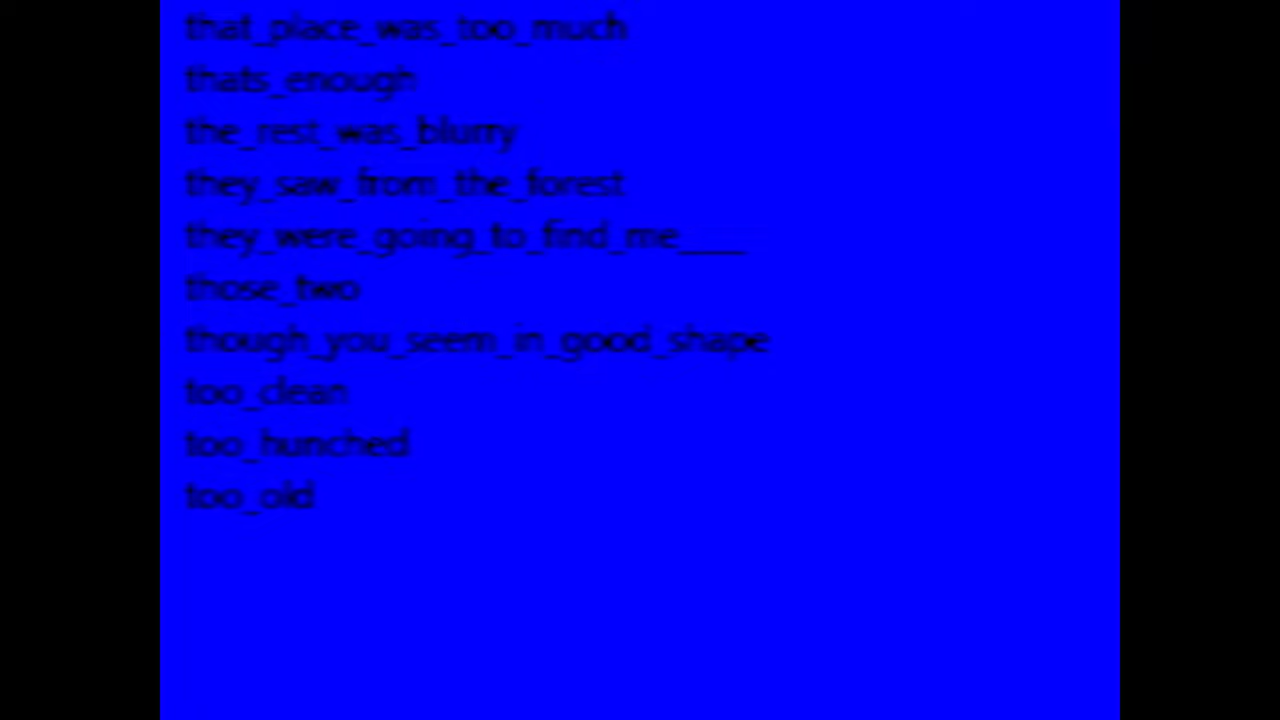 that_place_was_too_much
thats_enough
the_rest_was_blurry
they_saw_from_the_forest
they_were_going_to_find_me____
those_two
though_you_seem_in_good_shape
too_clean
too_hunched
too_old